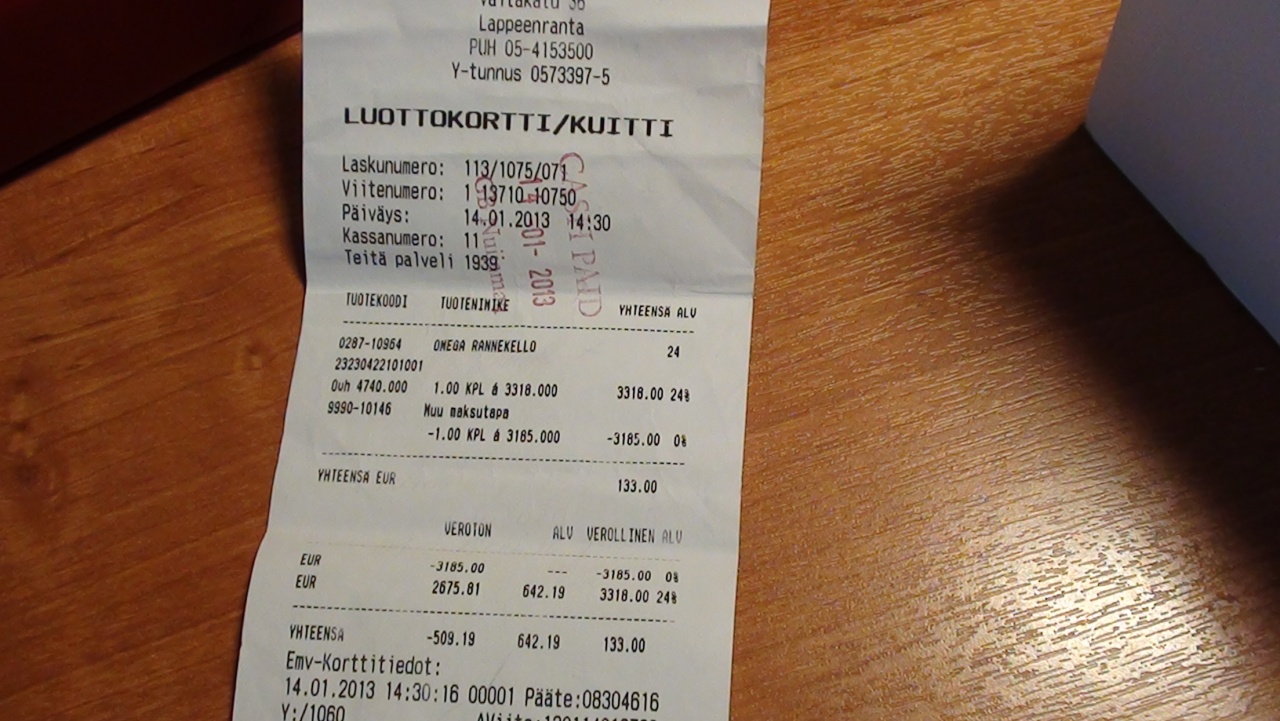 Valtakatu 36
Lappeenranta
PUH 05-4153500
Y-tunnus 0573397-5
LUOTTOKORTTI/KUITTI
Laskunumero: 113/1075/071
Viitenumero: 1 13710 10750
Päiväys: 14.01.2013 14:30
Kassanumero: 11
Teitä palveli 1939
CASH PAID
14 -01- 2013
TUOTEKOODI TUOTENIMIKE YHTEENSÄ ALV
0287-10964 OMEGA RANNEKELLO 24
23230422101001
Ovh 4740.000 1.00 KPL á 3318.000 3318.00 24%
9990-10146 Muu maksutapa
-1.00 KPL á 3185.000 -3185.00 0%
YHTEENSÄ EUR 133.00
VEROTON ALV VEROLLINEN ALV
EUR -3185.00 --- -3185.00 0%
EUR 2675.81 642.19 3318.00 24%
YHTEENSÄ -509.19 642.19 133.00
Emv-Korttitiedot:
14.01.2013 14:30:16 00001 Pääte:08304616
Y:/1060